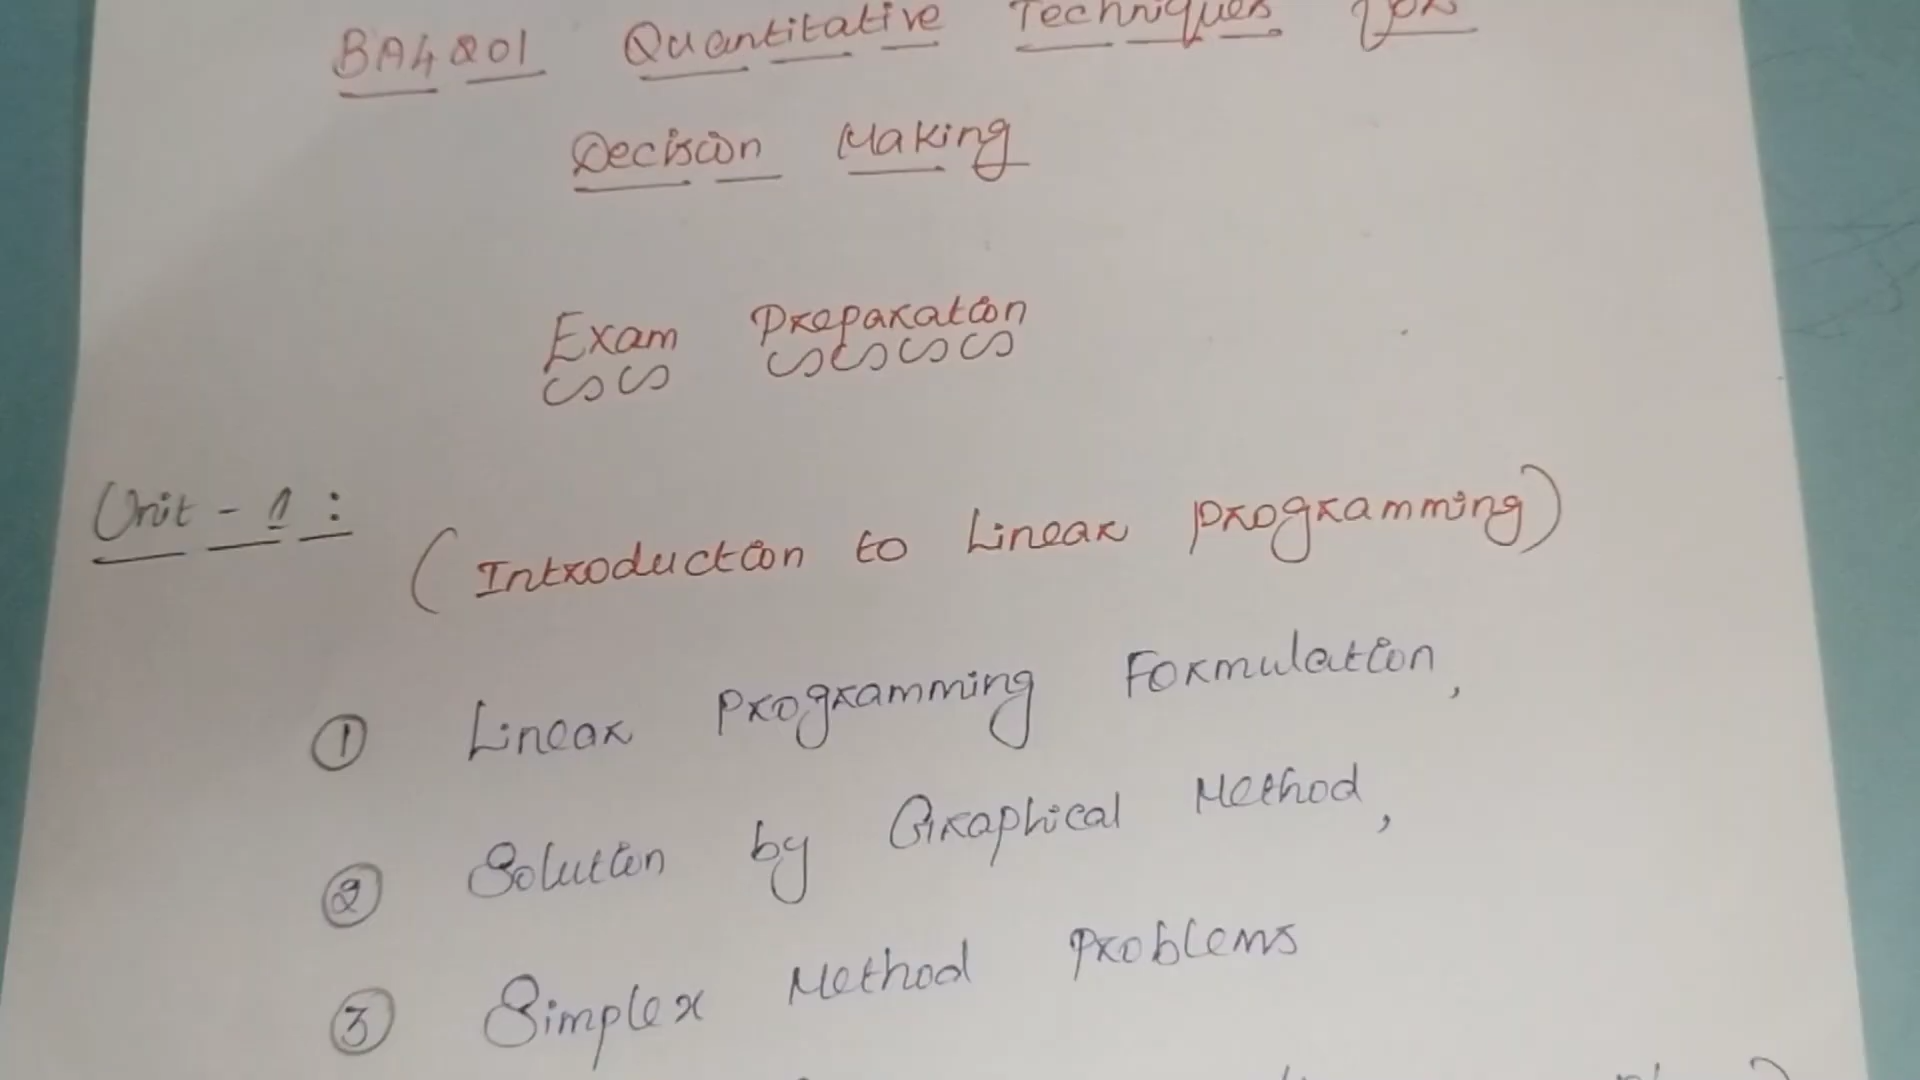 BA4201 Quantitative Techniques for
Decision Making
Exam Preparation
Unit - 1 :
(Introduction to Linear programming)
① Linear Programming Formulation,
② Solution by Graphical Method,
③ Simplex Method Problems